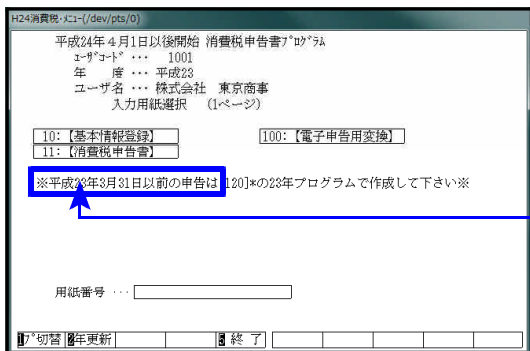 H24消費税･ﾒﾆｭｰ(/dev/pts/0)
平成24年4月1日以後開始 消費税申告書ﾌﾟﾛｸﾞﾗﾑ
ﾕｰｻﾞｺｰﾄﾞ ･･･ 1001
年 度 ･･･ 平成23
ユーザ名 ･･･ 株式会社 東京商事
入力用紙選択 (1ページ)
10:【基本情報登録】 100:【電子申告用変換】
11:【消費税申告書】
※平成23年3月31日以前の申告は[120]*の23年プログラムで作成して下さい※
用紙番号 ･･･
1ﾌﾟ切替 2年更新 5終 了